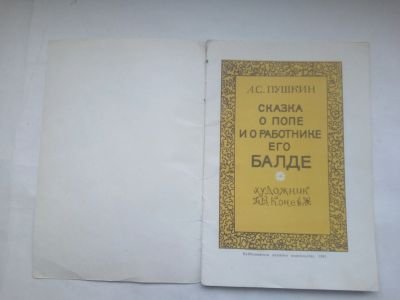 А.С. ПУШКИН
СКАЗКА
О ПОПЕ
И О РАБОТНИКЕ
ЕГО
БАЛДЕ
ХУДОЖНИК